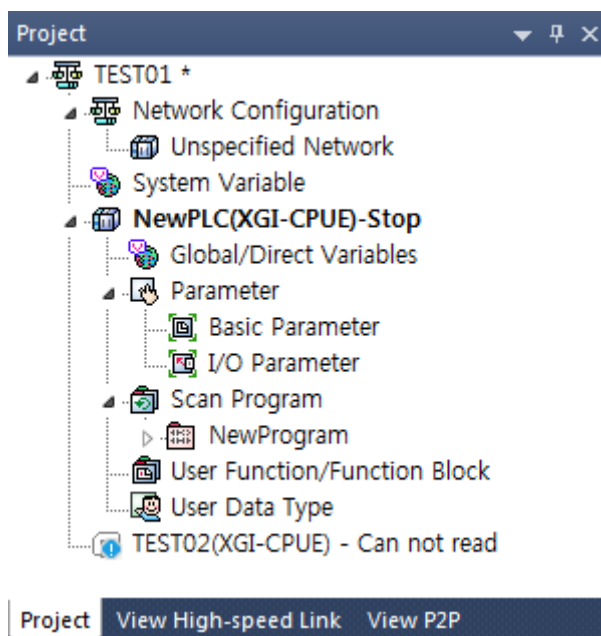 Project
TEST01 *
Network Configuration
Unspecified Network
System Variable
NewPLC(XGI-CPUE)-Stop
Global/Direct Variables
Parameter
Basic Parameter
I/O Parameter
Scan Program
NewProgram
User Function/Function Block
User Data Type
TEST02(XGI-CPUE) - Can not read
Project View High-speed Link View P2P